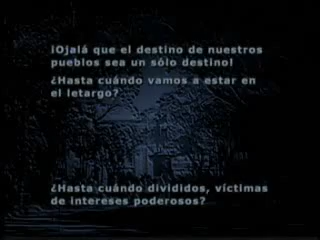 ¡Ojalá que el destino de nuestros
pueblos sea un sólo destino!
¿Hasta cuándo vamos a estar en
el letargo?
¿Hasta cuándo divididos, víctimas
de intereses poderosos?